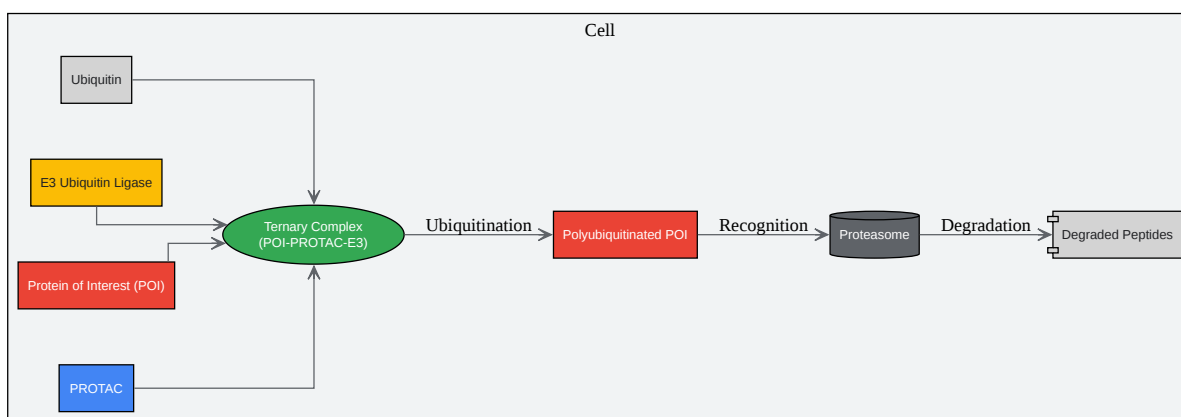 Cell
Ubiquitin
E3 Ubiquitin Ligase
Protein of Interest (POI)
PROTAC
Ternary Complex
(POI-PROTAC-E3)
Ubiquitination
Polyubiquitinated POI
Recognition
Proteasome
Degradation
Degraded Peptides